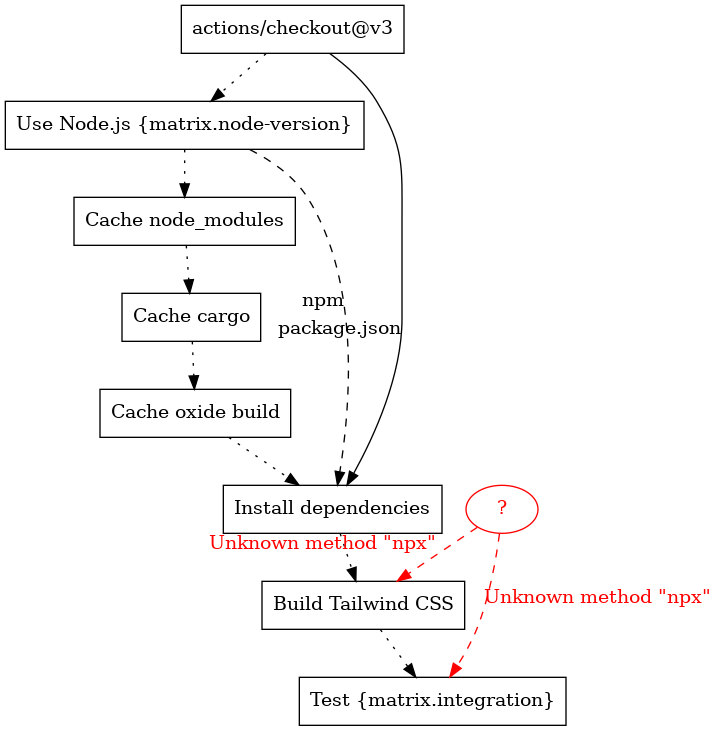 actions/checkout@v3
Use Node.js {matrix.node-version}
Cache node_modules
Cache cargo
npm
package.json
Cache oxide build
Install dependencies
?
Unknown method "npx"
Build Tailwind CSS
Unknown method "npx"
Test {matrix.integration}